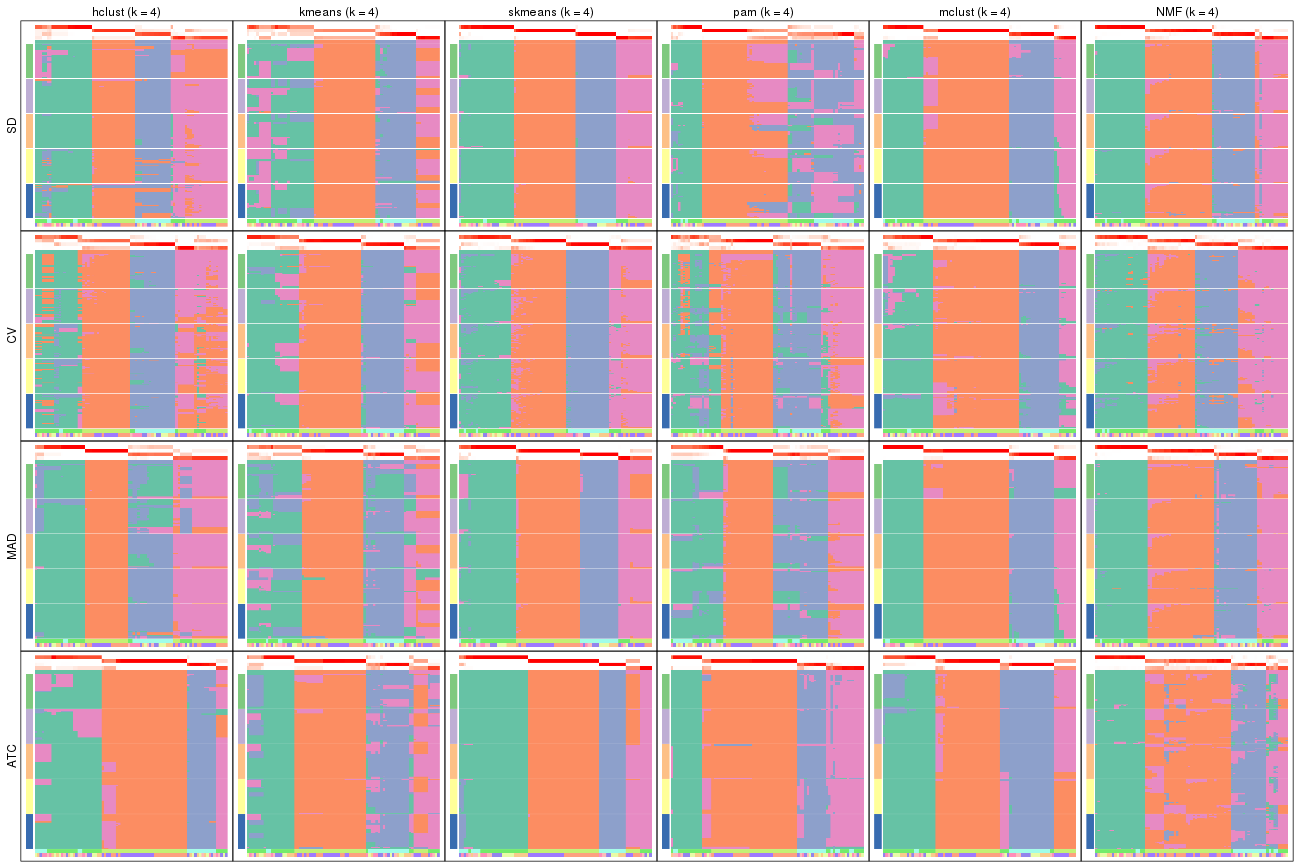 hclust (k = 4) kmeans (k = 4) skmeans (k = 4) pam (k = 4) mclust (k = 4) NMF (k = 4)
SD
CV
MAD
ATC